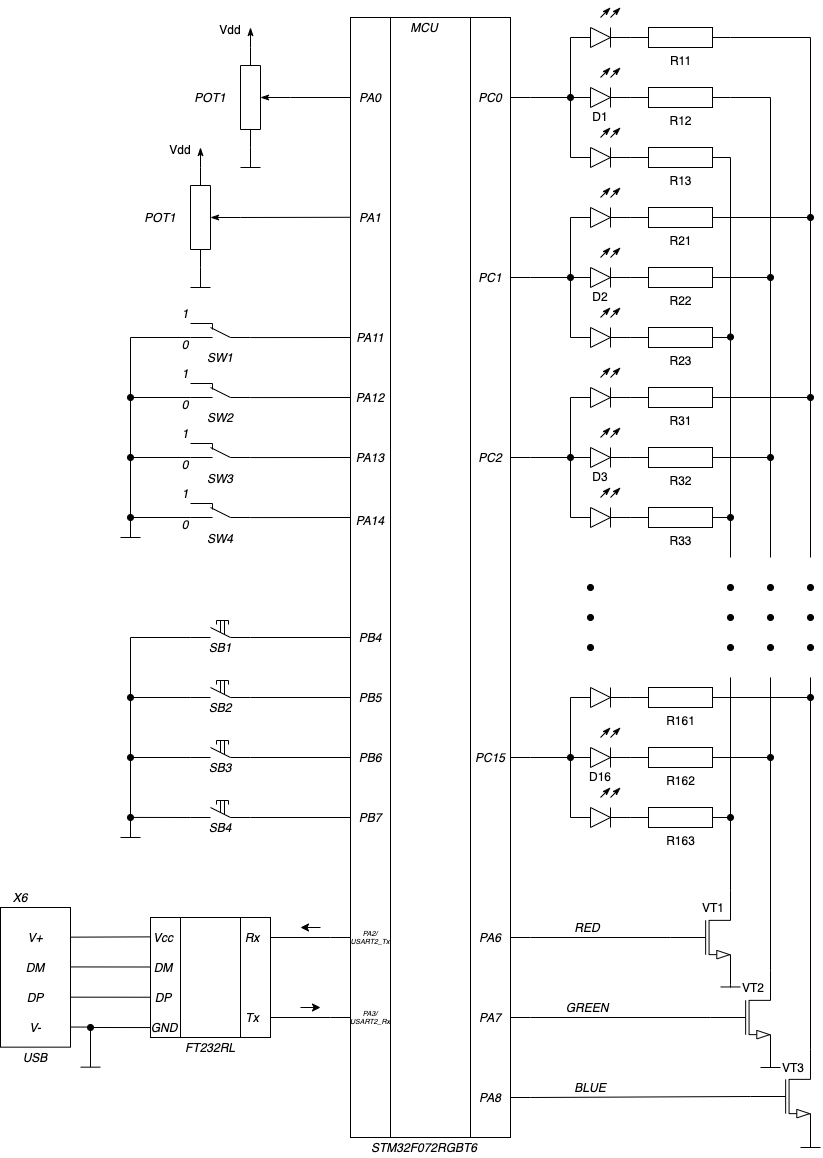 MCU
Vdd
POT1
PA0
PC0
D1
R11
R12
R13
Vdd
POT1
PA1
PC1
D2
R21
R22
R23
1
0
SW1
PA11
1
0
SW2
PA12
1
0
SW3
PA13
1
0
SW4
PA14
PC2
D3
R31
R32
R33
SB1
PB4
SB2
PB5
SB3
PB6
SB4
PB7
PC15
D16
R161
R162
R163
X6
V+
DM
DP
V-
USB
Vcc
DM
DP
GND
Rx
Tx
FT232RL
PA2/
USART2_Tx
PA3/
USART2_Rx
PA6
RED
VT1
PA7
GREEN
VT2
PA8
BLUE
VT3
STM32F072RGBT6